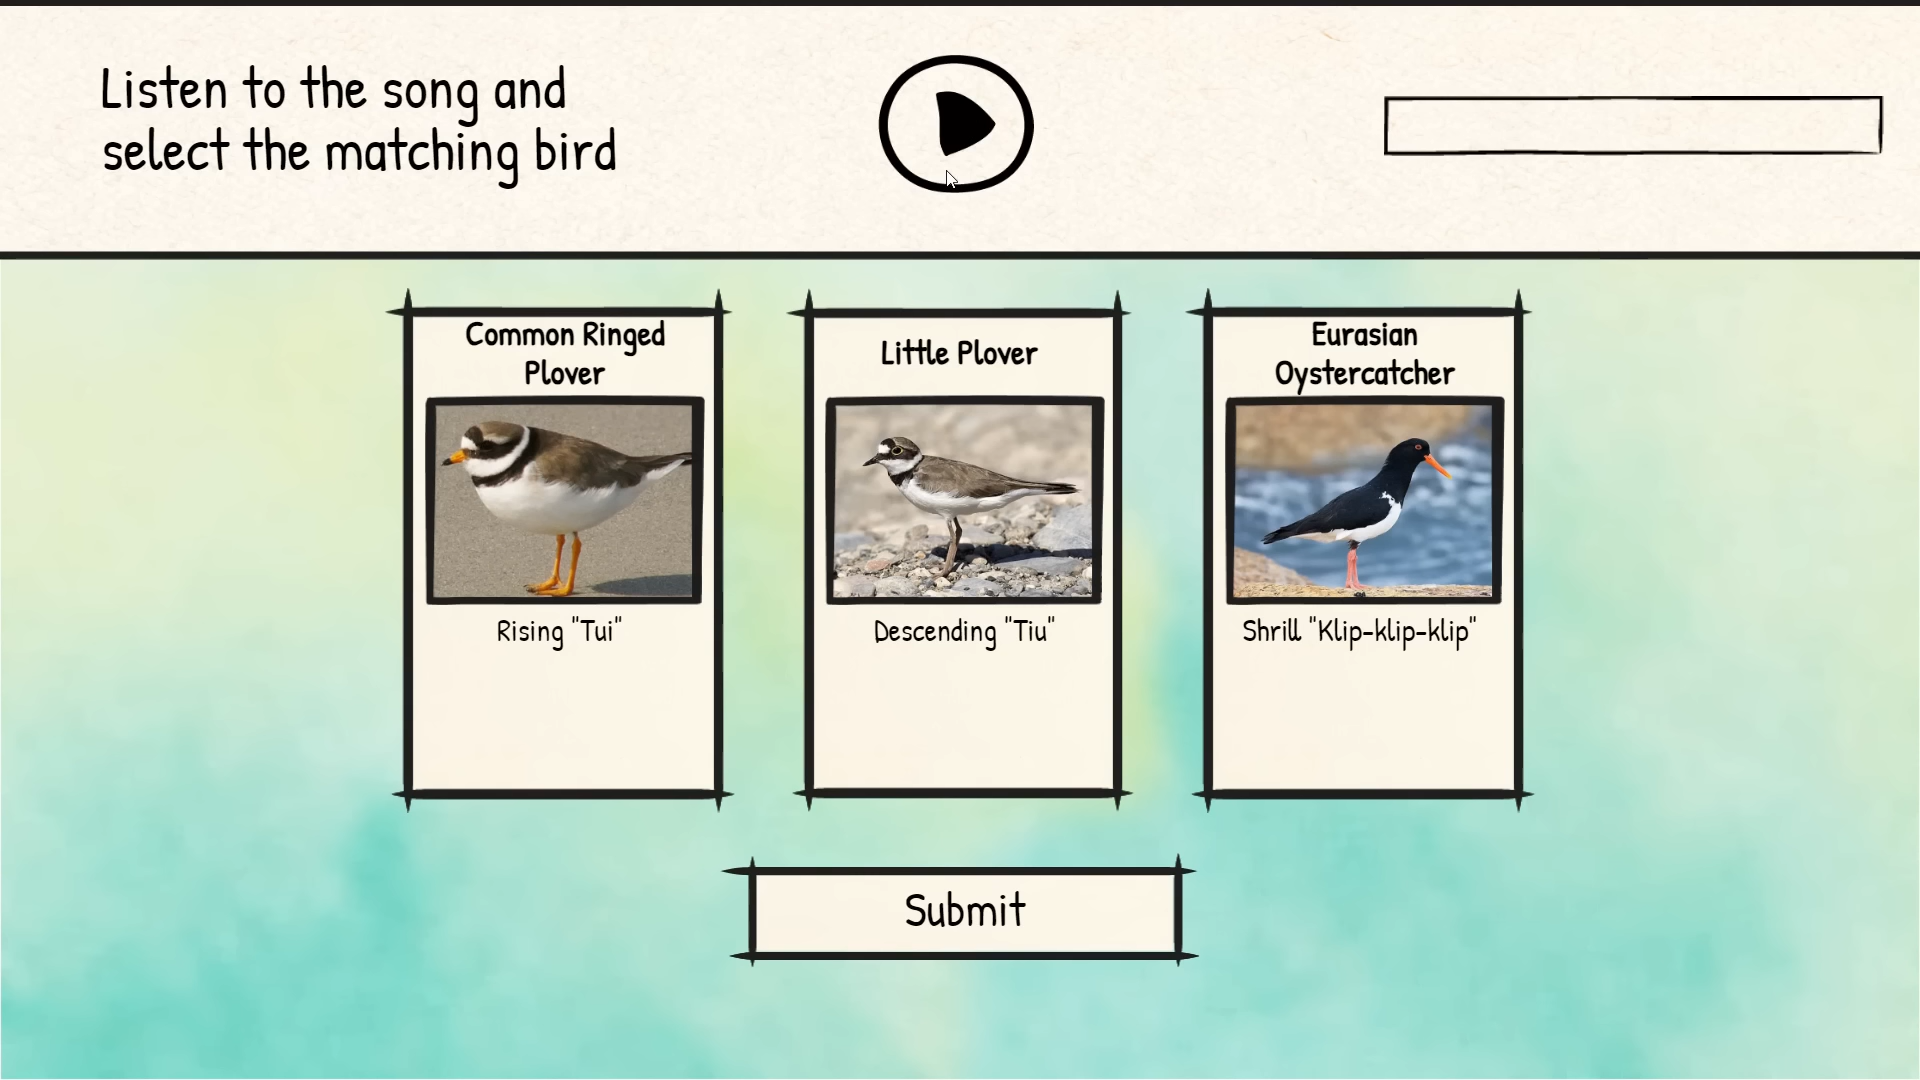 Listen to the song and
select the matching bird
Common Ringed
Plover
Rising "Tui"
Little Plover
Descending "Tiu"
Eurasian
Oystercatcher
Shrill "Klip-klip-klip"
Submit